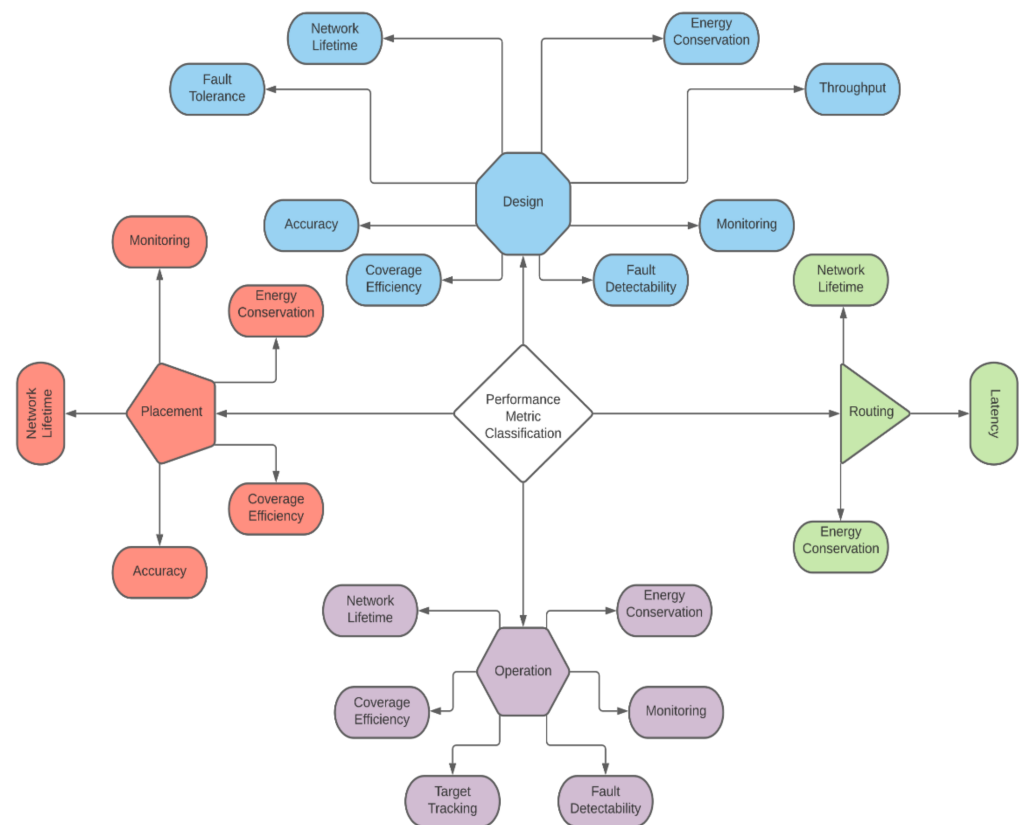 Network
Lifetime
Energy
Conservation
Fault
Tolerance
Throughput
Design
Accuracy
Monitoring
Coverage
Efficiency
Fault
Detectability
Monitoring
Energy
Conservation
Network
Lifetime
Placement
Coverage
Efficiency
Accuracy
Performance
Metric
Classification
Network
Lifetime
Routing
Latency
Energy
Conservation
Network
Lifetime
Energy
Conservation
Operation
Coverage
Efficiency
Monitoring
Target
Tracking
Fault
Detectability